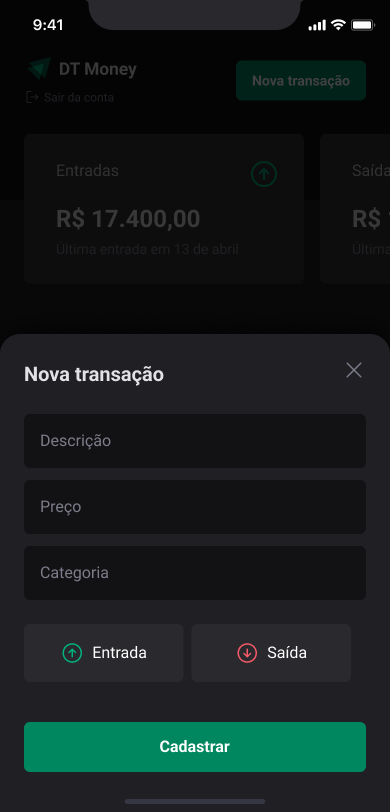 9:41
DT Money
Nova transação
Sair da conta
Entradas
Saída
R$ 17.400,00
R$
Última entrada em 13 de abril
Última
Nova transação
Descrição
Preço
Categoria
Entrada
Saída
Cadastrar